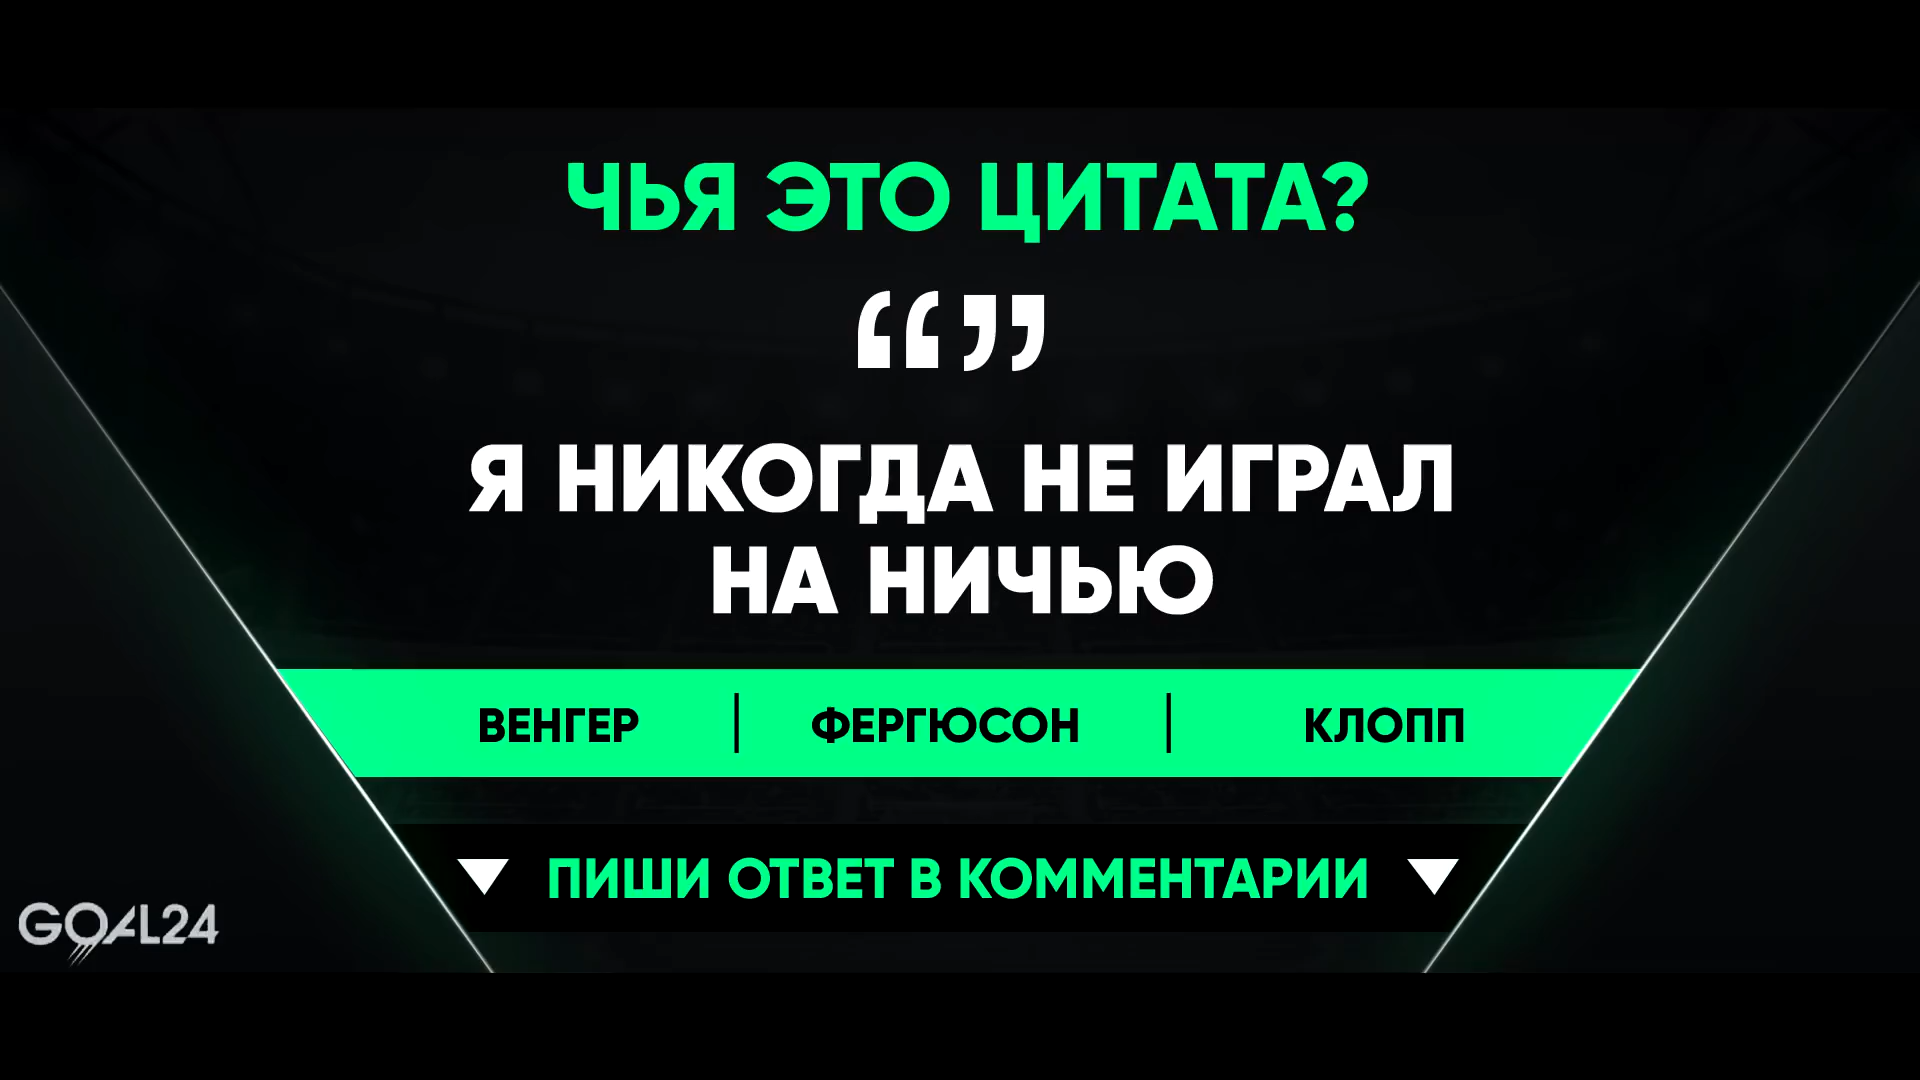 ЧЬЯ ЭТО ЦИТАТА?
“ ”
Я НИКОГДА НЕ ИГРАЛ
НА НИЧЬЮ
ВЕНГЕР | ФЕРГЮСОН | КЛОПП
ПИШИ ОТВЕТ В КОММЕНТАРИИ
GOAL24